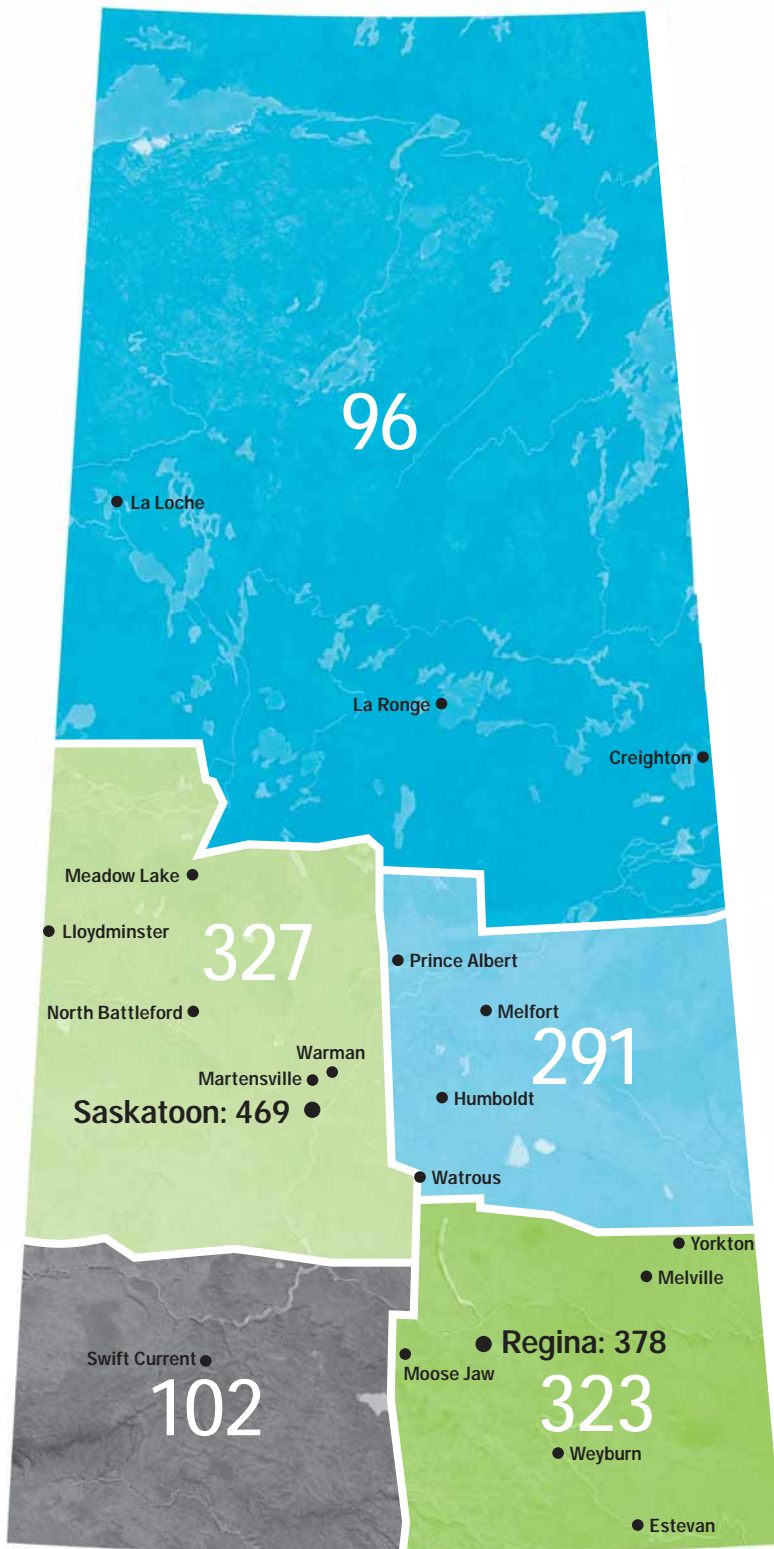 96
La Loche
La Ronge
Creighton
Meadow Lake
Lloydminster
327
Prince Albert
North Battleford
Melfort
291
Warman
Martensville
Humboldt
Saskatoon: 469
Watrous
Yorkton
Melville
Regina: 378
Swift Current
Moose Jaw
102
323
Weyburn
Estevan